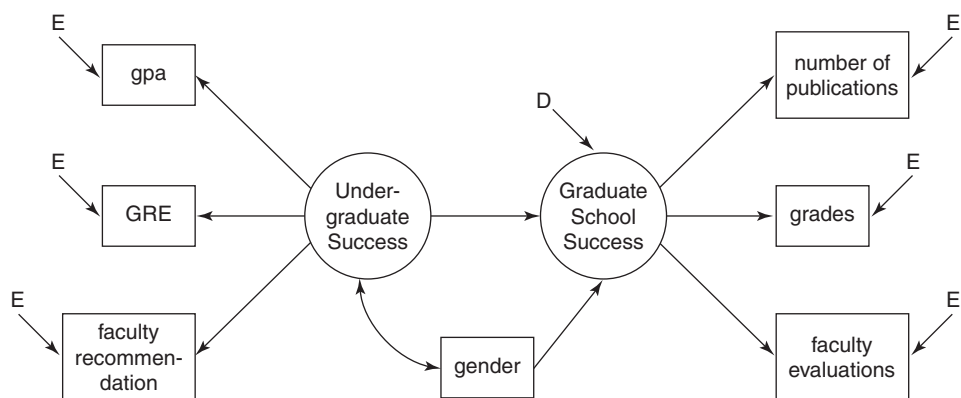 E
gpa
E
GRE
E
faculty
recommen-
dation
Under-
graduate
Success
gender
D
Graduate
School
Success
E
number of
publications
E
grades
E
faculty
evaluations